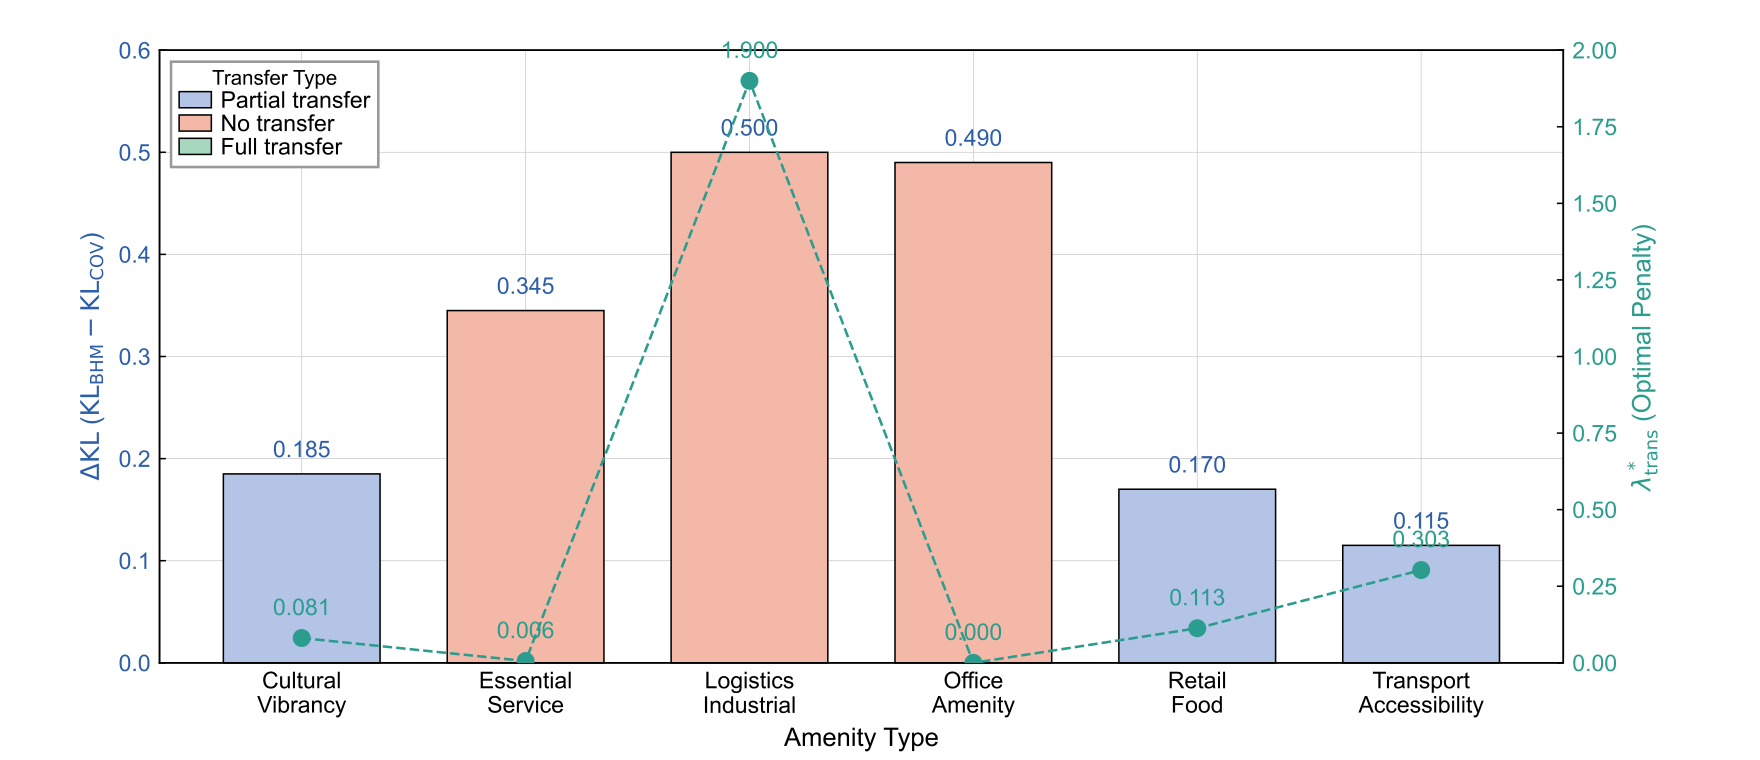 1.900
0.6
2.00
Transfer Type
Partial transfer
No transfer
Full transfer
0.500
0.490
1.75
0.5
1.50
0.4
0.345
1.25
0.3
1.00
ΔKL (KL_BHM − KL_COV)
λ*_trans (Optimal Penalty)
0.185
0.170
0.2
0.75
0.115
0.303
0.50
0.1
0.081
0.006
0.000
0.113
0.25
0.0
0.00
Cultural
Vibrancy
Essential
Service
Logistics
Industrial
Office
Amenity
Retail
Food
Transport
Accessibility
Amenity Type